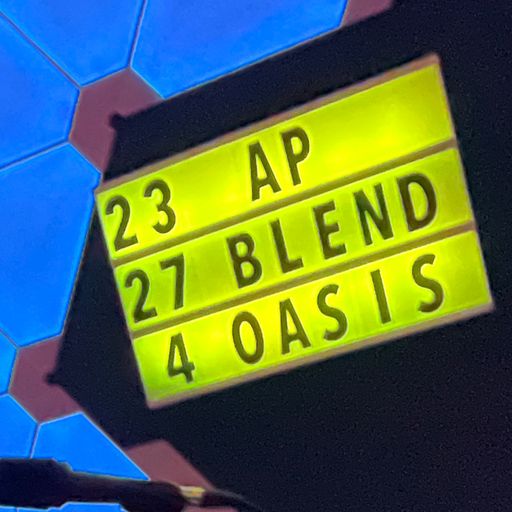 23 AP
27 BLEND
4 OASIS